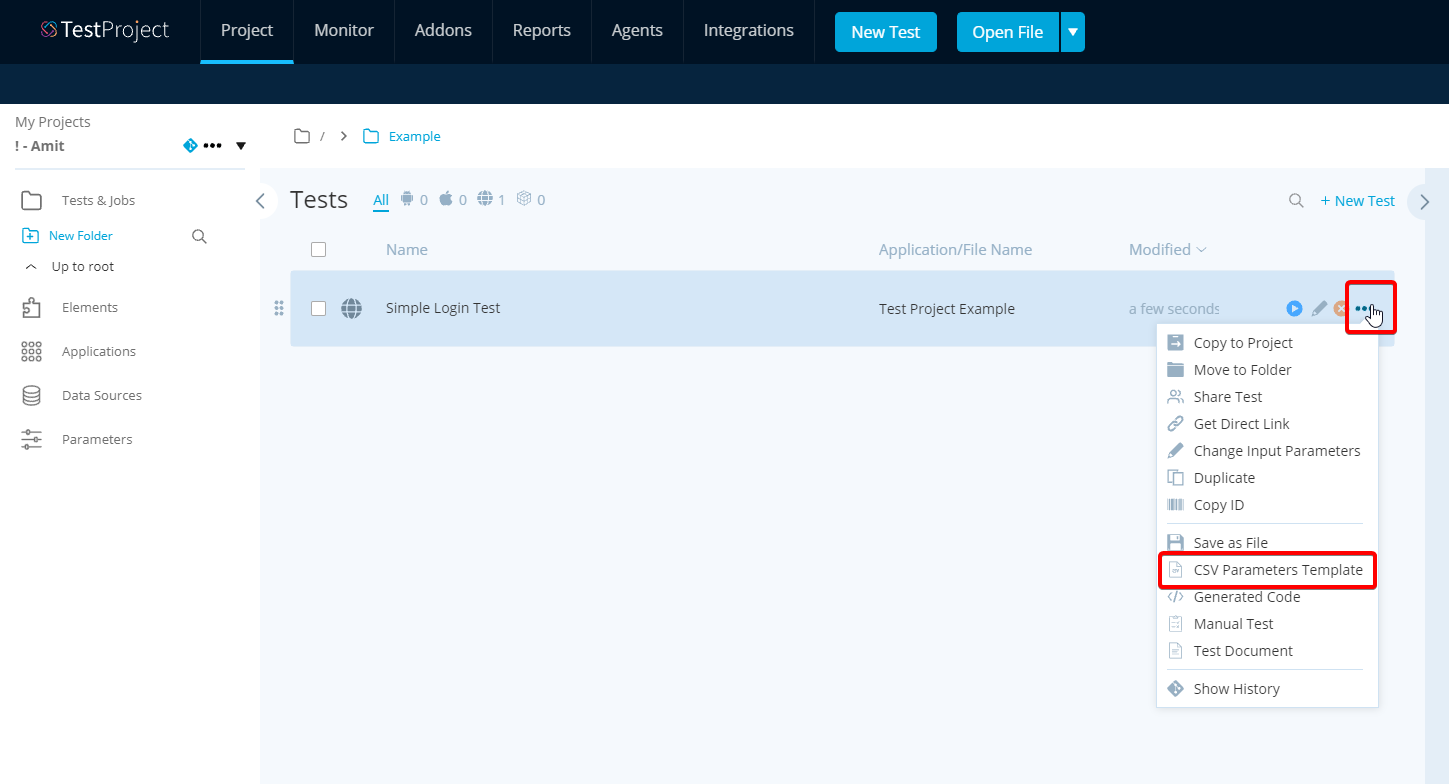 TestProject
Project
Monitor
Addons
Reports
Agents
Integrations
New Test
Open File
My Projects
! - Amit
/
Example
Tests & Jobs
New Folder
Up to root
Elements
Applications
Data Sources
Parameters
Tests
All
0
0
1
0
+ New Test
Name
Application/File Name
Modified
Simple Login Test
Test Project Example
a few seconds
Copy to Project
Move to Folder
Share Test
Get Direct Link
Change Input Parameters
Duplicate
Copy ID
Save as File
CSV Parameters Template
Generated Code
Manual Test
Test Document
Show History